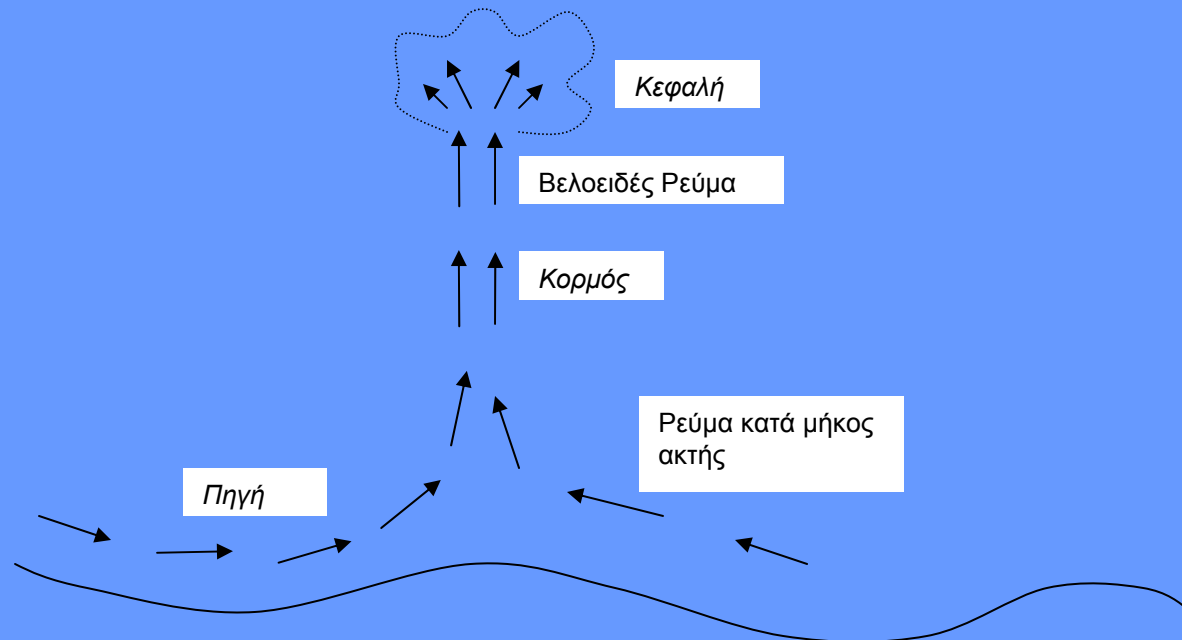 Κεφαλή
Βελοειδές Ρεύμα
Κορμός
Ρεύμα κατά μήκος
ακτής
Πηγή